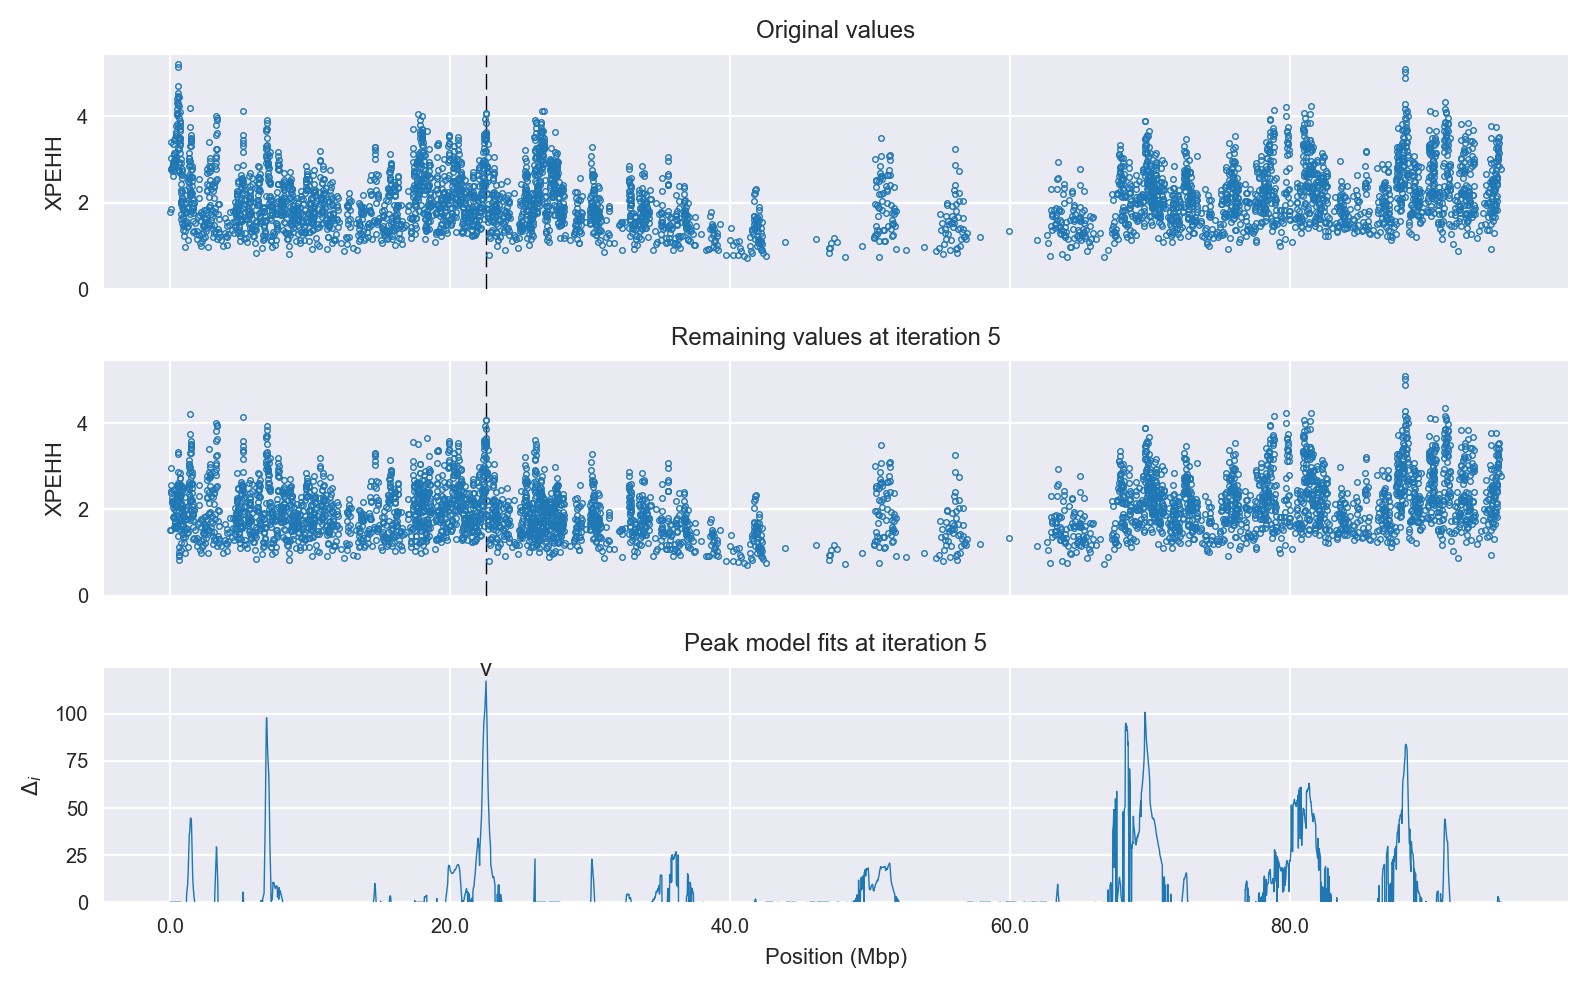 Original values
4
2
0
XPEHH
Remaining values at iteration 5
4
2
0
XPEHH
Peak model fits at iteration 5
v
100
75
50
25
0
Δi
0.0 20.0 40.0 60.0 80.0
Position (Mbp)